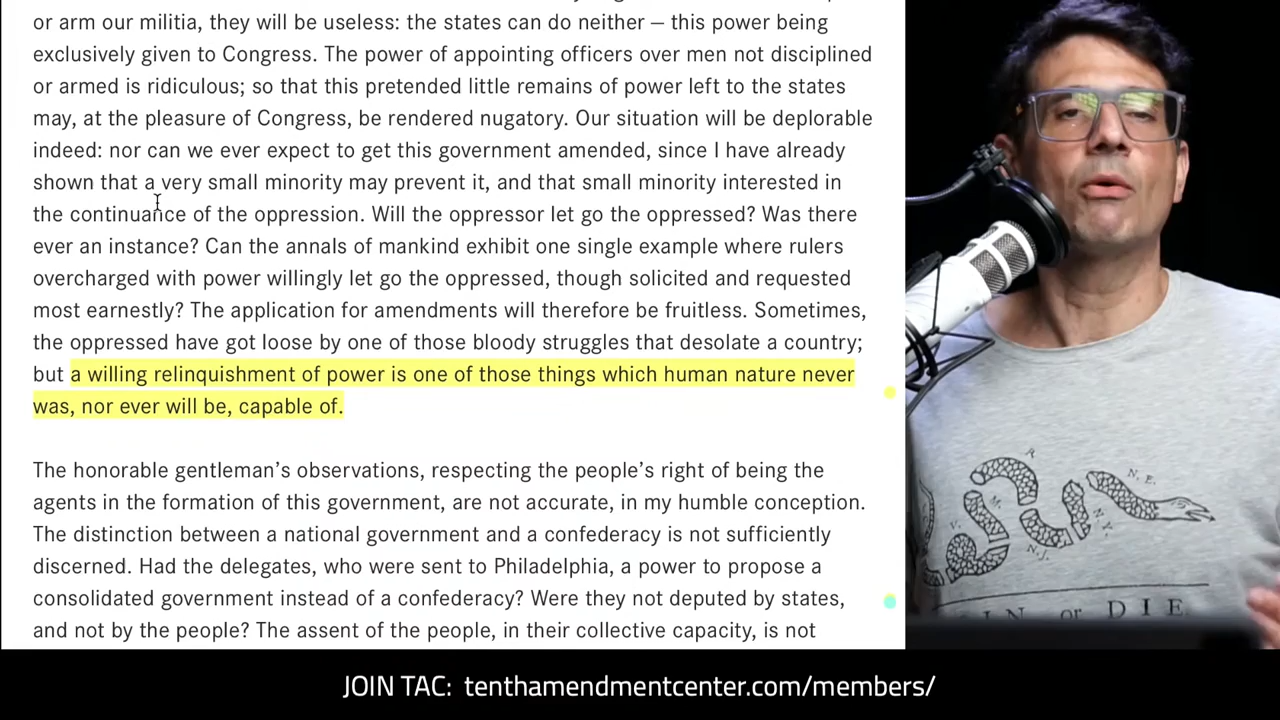 or arm our militia, they will be useless: the states can do neither — this power being
exclusively given to Congress. The power of appointing officers over men not disciplined
or armed is ridiculous; so that this pretended little remains of power left to the states
may, at the pleasure of Congress, be rendered nugatory. Our situation will be deplorable
indeed: nor can we ever expect to get this government amended, since I have already
shown that a very small minority may prevent it, and that small minority interested in
the continuance of the oppression. Will the oppressor let go the oppressed? Was there
ever an instance? Can the annals of mankind exhibit one single example where rulers
overcharged with power willingly let go the oppressed, though solicited and requested
most earnestly? The application for amendments will therefore be fruitless. Sometimes,
the oppressed have got loose by one of those bloody struggles that desolate a country;
but a willing relinquishment of power is one of those things which human nature never
was, nor ever will be, capable of.
The honorable gentleman’s observations, respecting the people’s right of being the
agents in the formation of this government, are not accurate, in my humble conception.
The distinction between a national government and a confederacy is not sufficiently
discerned. Had the delegates, who were sent to Philadelphia, a power to propose a
consolidated government instead of a confederacy? Were they not deputed by states,
and not by the people? The assent of the people, in their collective capacity, is not
R.
N. E.
M.
N. Y.
V.
N. J.
or DIE
JOIN TAC: tenthamendmentcenter.com/members/